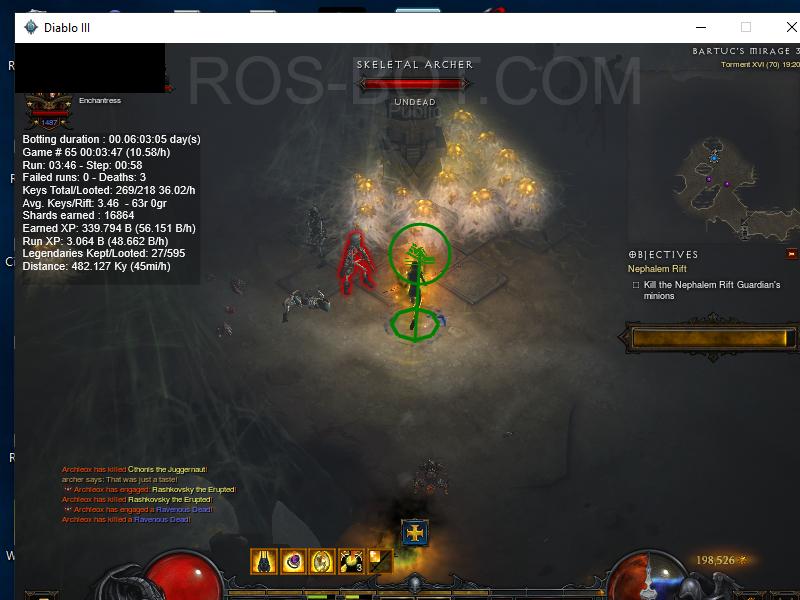 Diablo III
BARTUC'S MIRAGE 3
Torment XVI (70) 19:20
SKELETAL ARCHER
ROS-BOT.COM
UNDEAD
Public
Enchantress
1487
Botting duration : 00.06:03:05 day(s)
Game # 65 00:03:47 (10.58/h)
Run: 03:46 - Step: 00:58
Failed runs: 0 - Deaths: 3
Keys Total/Looted: 269/218 36.02/h
Avg. Keys/Rift: 3.46 - 63r 0gr
Shards earned : 16864
Earned XP: 339.794 B (56.151 B/h)
Run XP: 3.064 B (48.662 B/h)
Legendaries Kept/Looted: 27/595
Distance: 482.127 Ky (45mi/h)
OBJECTIVES
Nephalem Rift
Kill the Nephalem Rift Guardian's
minions
Archleox has killed Cthonis the Juggernaut!
archer says: That was just a taste!
Archleox has engaged: Rashkovsky the Erupted!
Archleox has killed Rashkovsky the Erupted!
Archleox has engaged a Ravenous Dead!
Archleox has killed a Ravenous Dead!
3
198,526